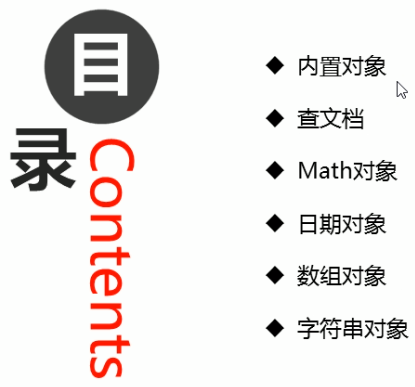 目录
Contents
◆ 内置对象
◆ 查文档
◆ Math对象
◆ 日期对象
◆ 数组对象
◆ 字符串对象